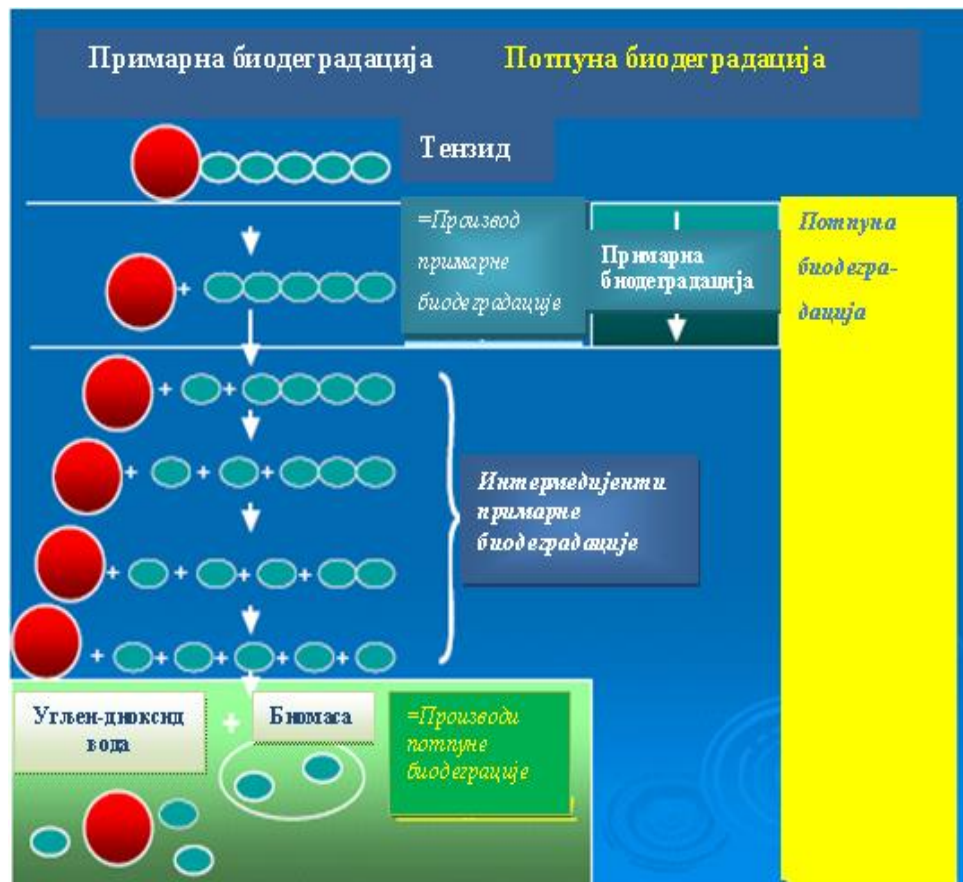 Примарна биодеградација Потпуна биодеградација
Тензид
=Производ
примарне
биодеградације
Примарна
биодеградација
Потпуна
биодегра-
дација
+
+ +
+ + +
+ + + +
+ + + + +
Интермедијенти
примарне
биодеградације
Угљен-диоксид
вода
+
Биомаса
=Производи
потпуне
биодеграције